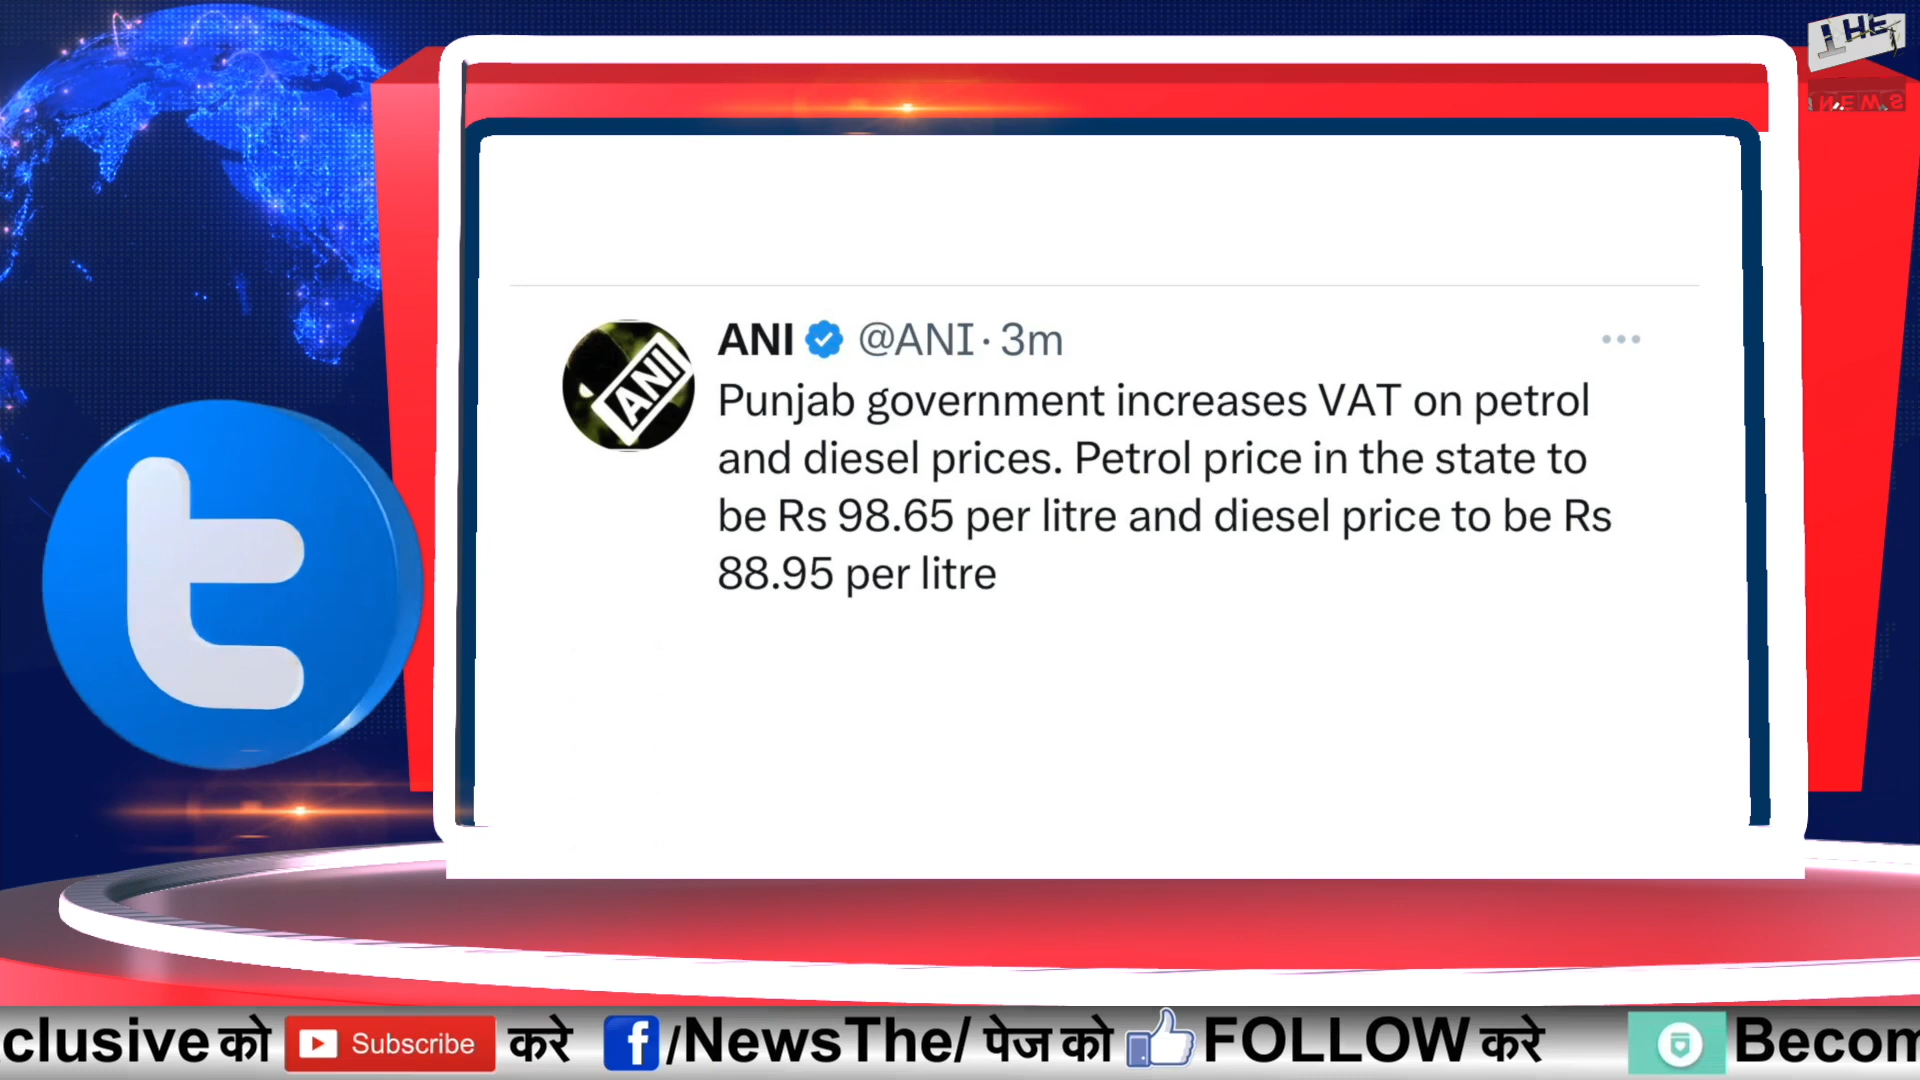 THE
NEWS
ANI @ANI · 3m
ANI
Punjab government increases VAT on petrol
and diesel prices. Petrol price in the state to
be Rs 98.65 per litre and diesel price to be Rs
88.95 per litre
clusive को Subscribe करे f /NewsThe/ पेज को FOLLOW करे Becom